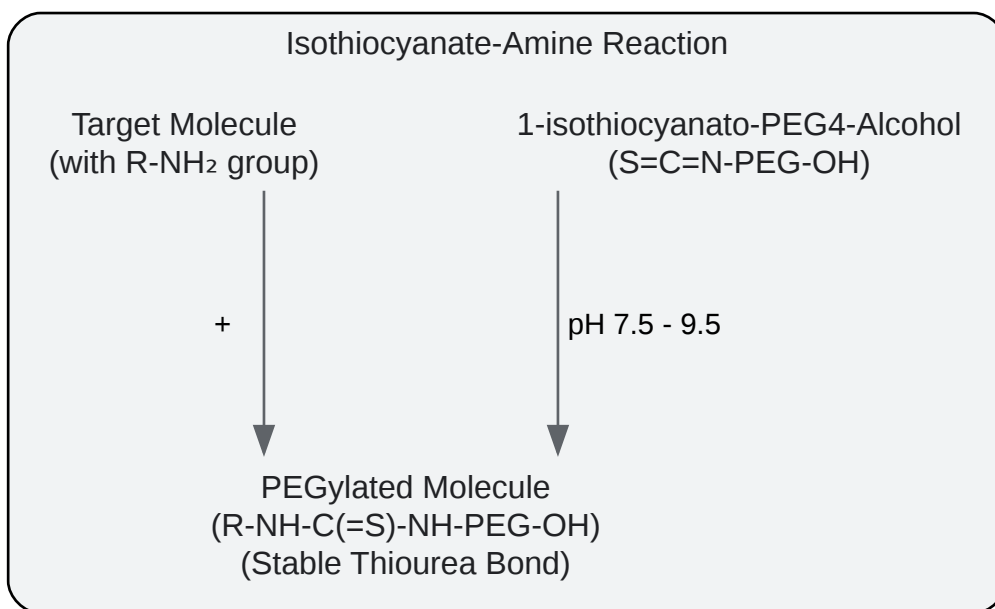 Isothiocyanate-Amine Reaction
Target Molecule
(with R-NH₂ group)
1-isothiocyanato-PEG4-Alcohol
(S=C=N-PEG-OH)
+
pH 7.5 - 9.5
PEGylated Molecule
(R-NH-C(=S)-NH-PEG-OH)
(Stable Thiourea Bond)